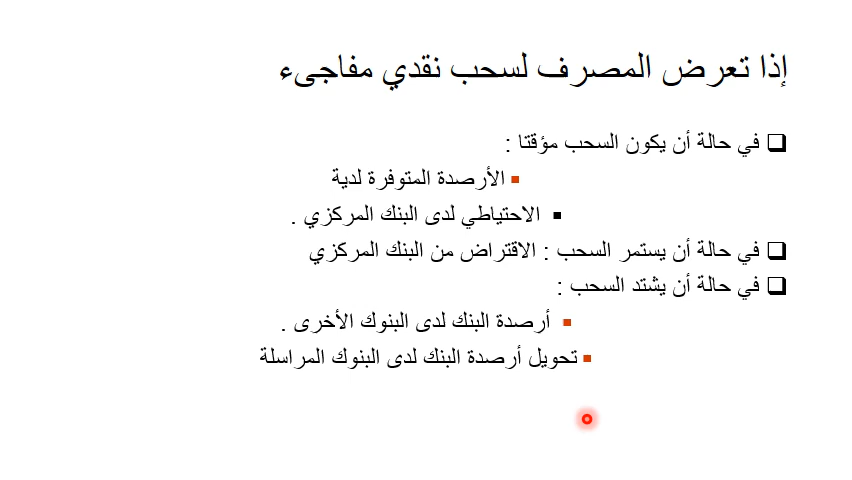 إذا تعرض المصرف لسحب نقدي مفاجىء
في حالة أن يكون السحب مؤقتا :
الأرصدة المتوفرة لدية
الاحتياطي لدى البنك المركزي .
في حالة أن يستمر السحب : الاقتراض من البنك المركزي
في حالة أن يشتد السحب :
أرصدة البنك لدى البنوك الأخرى .
تحويل أرصدة البنك لدى البنوك المراسلة